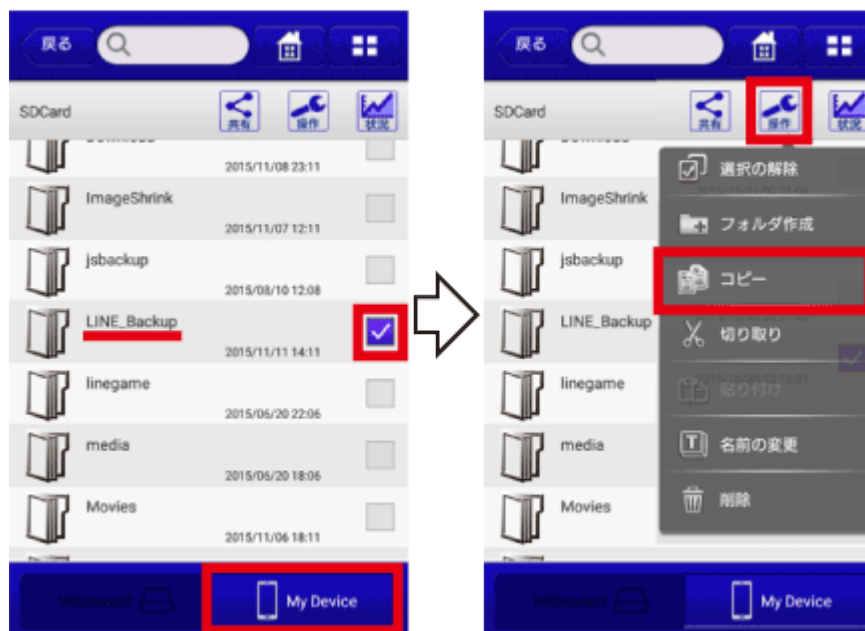 戻る
SDCard
共有
操作
状況
2015/11/08 23:11
ImageShrink
2015/11/07 12:11
jsbackup
2015/08/10 12:08
LINE_Backup
2015/11/11 14:11
linegame
2015/06/20 22:06
media
2015/06/20 18:06
Movies
2015/11/06 18:11
My Device
戻る
SDCard
共有
操作
状況
選択の解除
ImageShrink
フォルダ作成
jsbackup
コピー
LINE_Backup
切り取り
linegame
貼り付け
media
名前の変更
Movies
削除
My Device